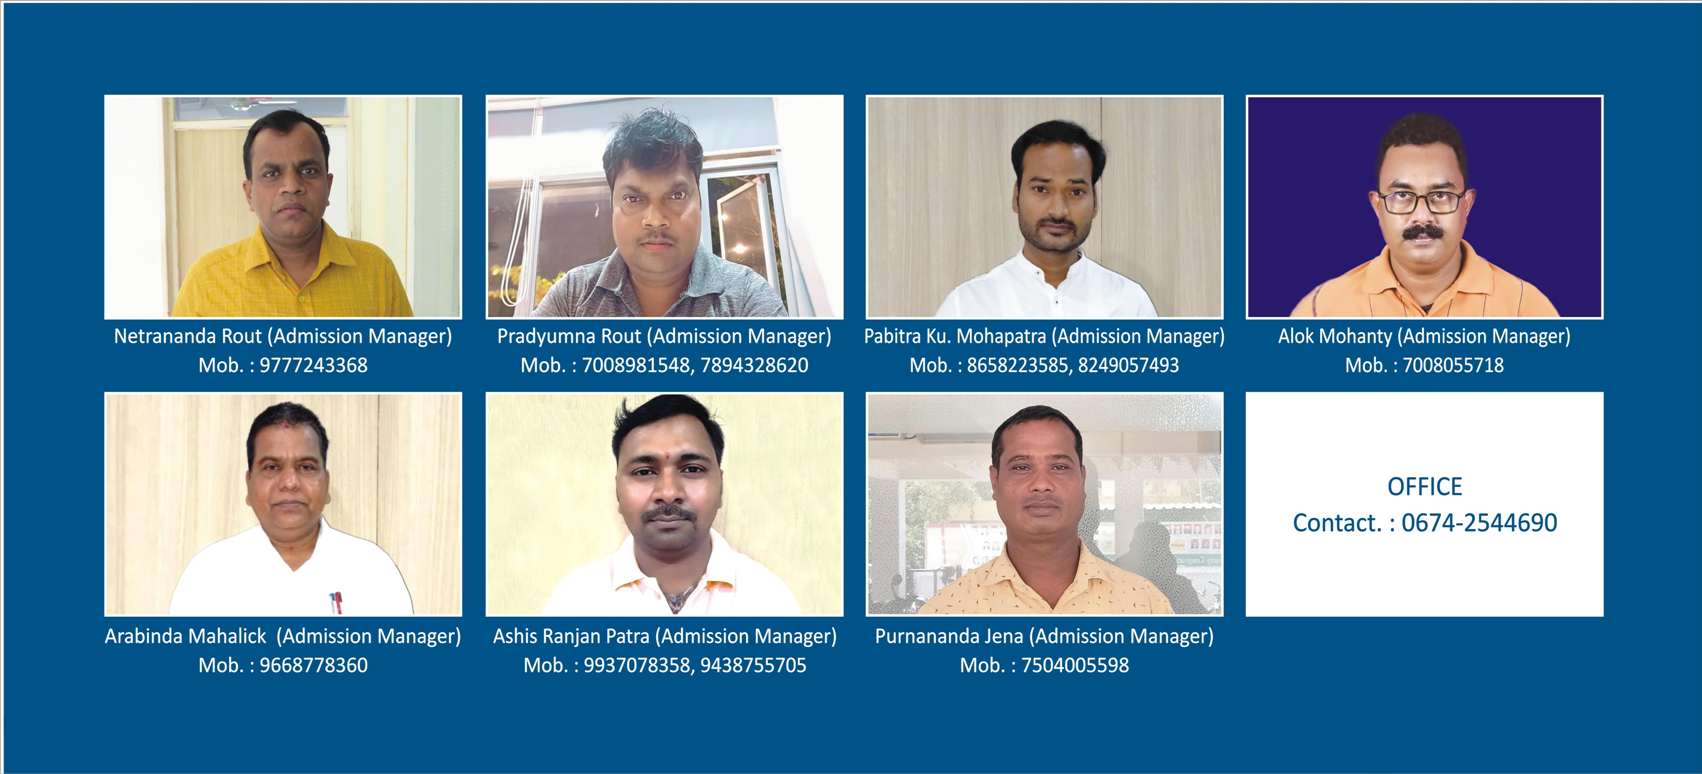 Netrananda Rout (Admission Manager)
Mob. : 9777243368
Pradyumna Rout (Admission Manager)
Mob. : 7008981548, 7894328620
Pabitra Ku. Mohapatra (Admission Manager)
Mob. : 8658223585, 8249057493
Alok Mohanty (Admission Manager)
Mob. : 7008055718
Arabinda Mahalick (Admission Manager)
Mob. : 9668778360
Ashis Ranjan Patra (Admission Manager)
Mob. : 9937078358, 9438755705
Purnananda Jena (Admission Manager)
Mob. : 7504005598
OFFICE
Contact. : 0674-2544690